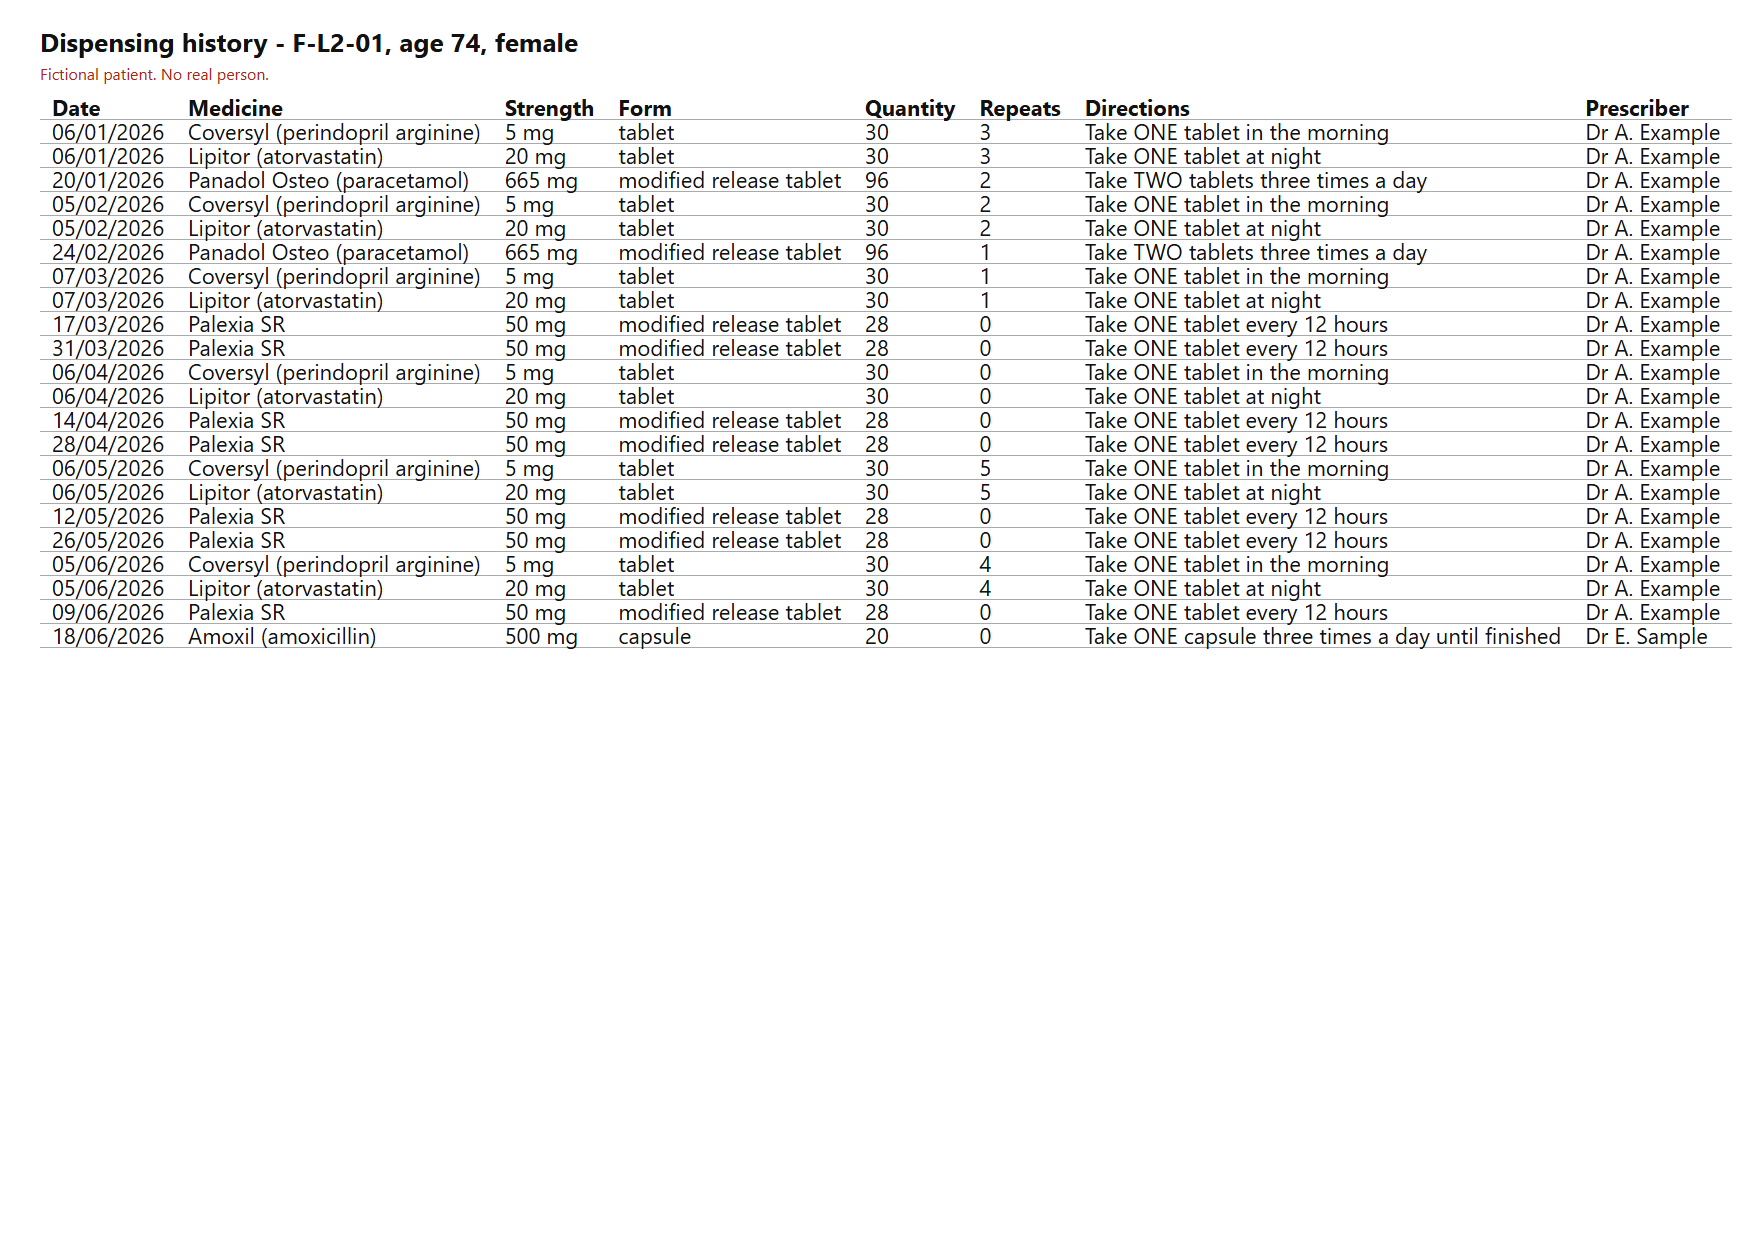 Dispensing history - F-L2-01, age 74, female
Fictional patient. No real person.
Date Medicine Strength Form Quantity Repeats Directions Prescriber
06/01/2026 Coversyl (perindopril arginine) 5 mg tablet 30 3 Take ONE tablet in the morning Dr A. Example
06/01/2026 Lipitor (atorvastatin) 20 mg tablet 30 3 Take ONE tablet at night Dr A. Example
20/01/2026 Panadol Osteo (paracetamol) 665 mg modified release tablet 96 2 Take TWO tablets three times a day Dr A. Example
05/02/2026 Coversyl (perindopril arginine) 5 mg tablet 30 2 Take ONE tablet in the morning Dr A. Example
05/02/2026 Lipitor (atorvastatin) 20 mg tablet 30 2 Take ONE tablet at night Dr A. Example
24/02/2026 Panadol Osteo (paracetamol) 665 mg modified release tablet 96 1 Take TWO tablets three times a day Dr A. Example
07/03/2026 Coversyl (perindopril arginine) 5 mg tablet 30 1 Take ONE tablet in the morning Dr A. Example
07/03/2026 Lipitor (atorvastatin) 20 mg tablet 30 1 Take ONE tablet at night Dr A. Example
17/03/2026 Palexia SR 50 mg modified release tablet 28 0 Take ONE tablet every 12 hours Dr A. Example
31/03/2026 Palexia SR 50 mg modified release tablet 28 0 Take ONE tablet every 12 hours Dr A. Example
06/04/2026 Coversyl (perindopril arginine) 5 mg tablet 30 0 Take ONE tablet in the morning Dr A. Example
06/04/2026 Lipitor (atorvastatin) 20 mg tablet 30 0 Take ONE tablet at night Dr A. Example
14/04/2026 Palexia SR 50 mg modified release tablet 28 0 Take ONE tablet every 12 hours Dr A. Example
28/04/2026 Palexia SR 50 mg modified release tablet 28 0 Take ONE tablet every 12 hours Dr A. Example
06/05/2026 Coversyl (perindopril arginine) 5 mg tablet 30 5 Take ONE tablet in the morning Dr A. Example
06/05/2026 Lipitor (atorvastatin) 20 mg tablet 30 5 Take ONE tablet at night Dr A. Example
12/05/2026 Palexia SR 50 mg modified release tablet 28 0 Take ONE tablet every 12 hours Dr A. Example
26/05/2026 Palexia SR 50 mg modified release tablet 28 0 Take ONE tablet every 12 hours Dr A. Example
05/06/2026 Coversyl (perindopril arginine) 5 mg tablet 30 4 Take ONE tablet in the morning Dr A. Example
05/06/2026 Lipitor (atorvastatin) 20 mg tablet 30 4 Take ONE tablet at night Dr A. Example
09/06/2026 Palexia SR 50 mg modified release tablet 28 0 Take ONE tablet every 12 hours Dr A. Example
18/06/2026 Amoxil (amoxicillin) 500 mg capsule 20 0 Take ONE capsule three times a day until finished Dr E. Sample